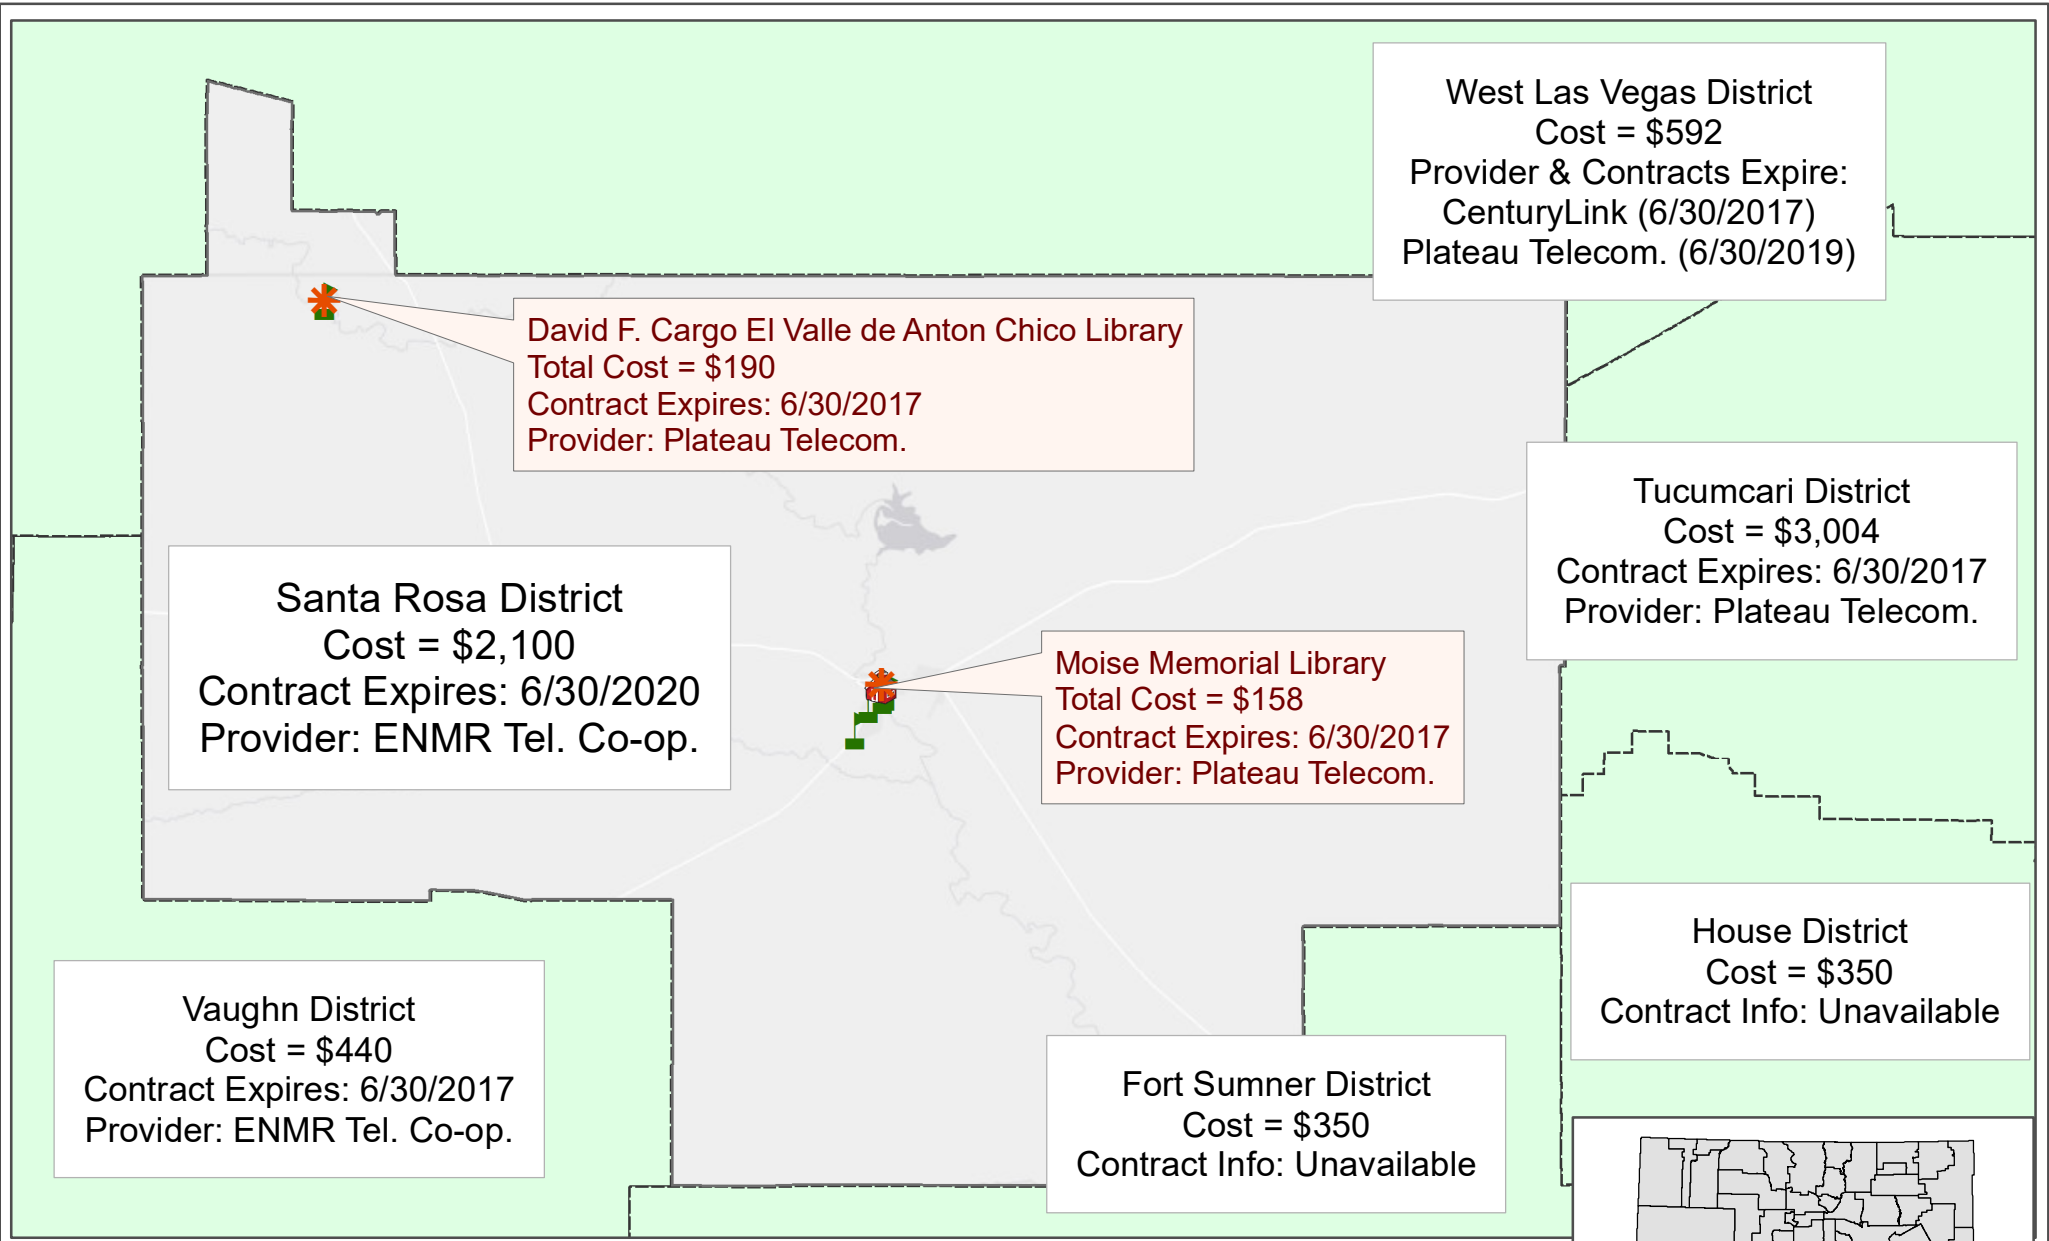 West Las Vegas District
Cost = $592
Provider & Contracts Expire:
CenturyLink (6/30/2017)
Plateau Telecom. (6/30/2019)
David F. Cargo El Valle de Anton Chico Library
Total Cost = $190
Contract Expires: 6/30/2017
Provider: Plateau Telecom.
Tucumcari District
Cost = $3,004
Contract Expires: 6/30/2017
Provider: Plateau Telecom.
Santa Rosa District
Cost = $2,100
Contract Expires: 6/30/2020
Provider: ENMR Tel. Co-op.
Moise Memorial Library
Total Cost = $158
Contract Expires: 6/30/2017
Provider: Plateau Telecom.
House District
Cost = $350
Contract Info: Unavailable
Vaughn District
Cost = $440
Contract Expires: 6/30/2017
Provider: ENMR Tel. Co-op.
Fort Sumner District
Cost = $350
Contract Info: Unavailable